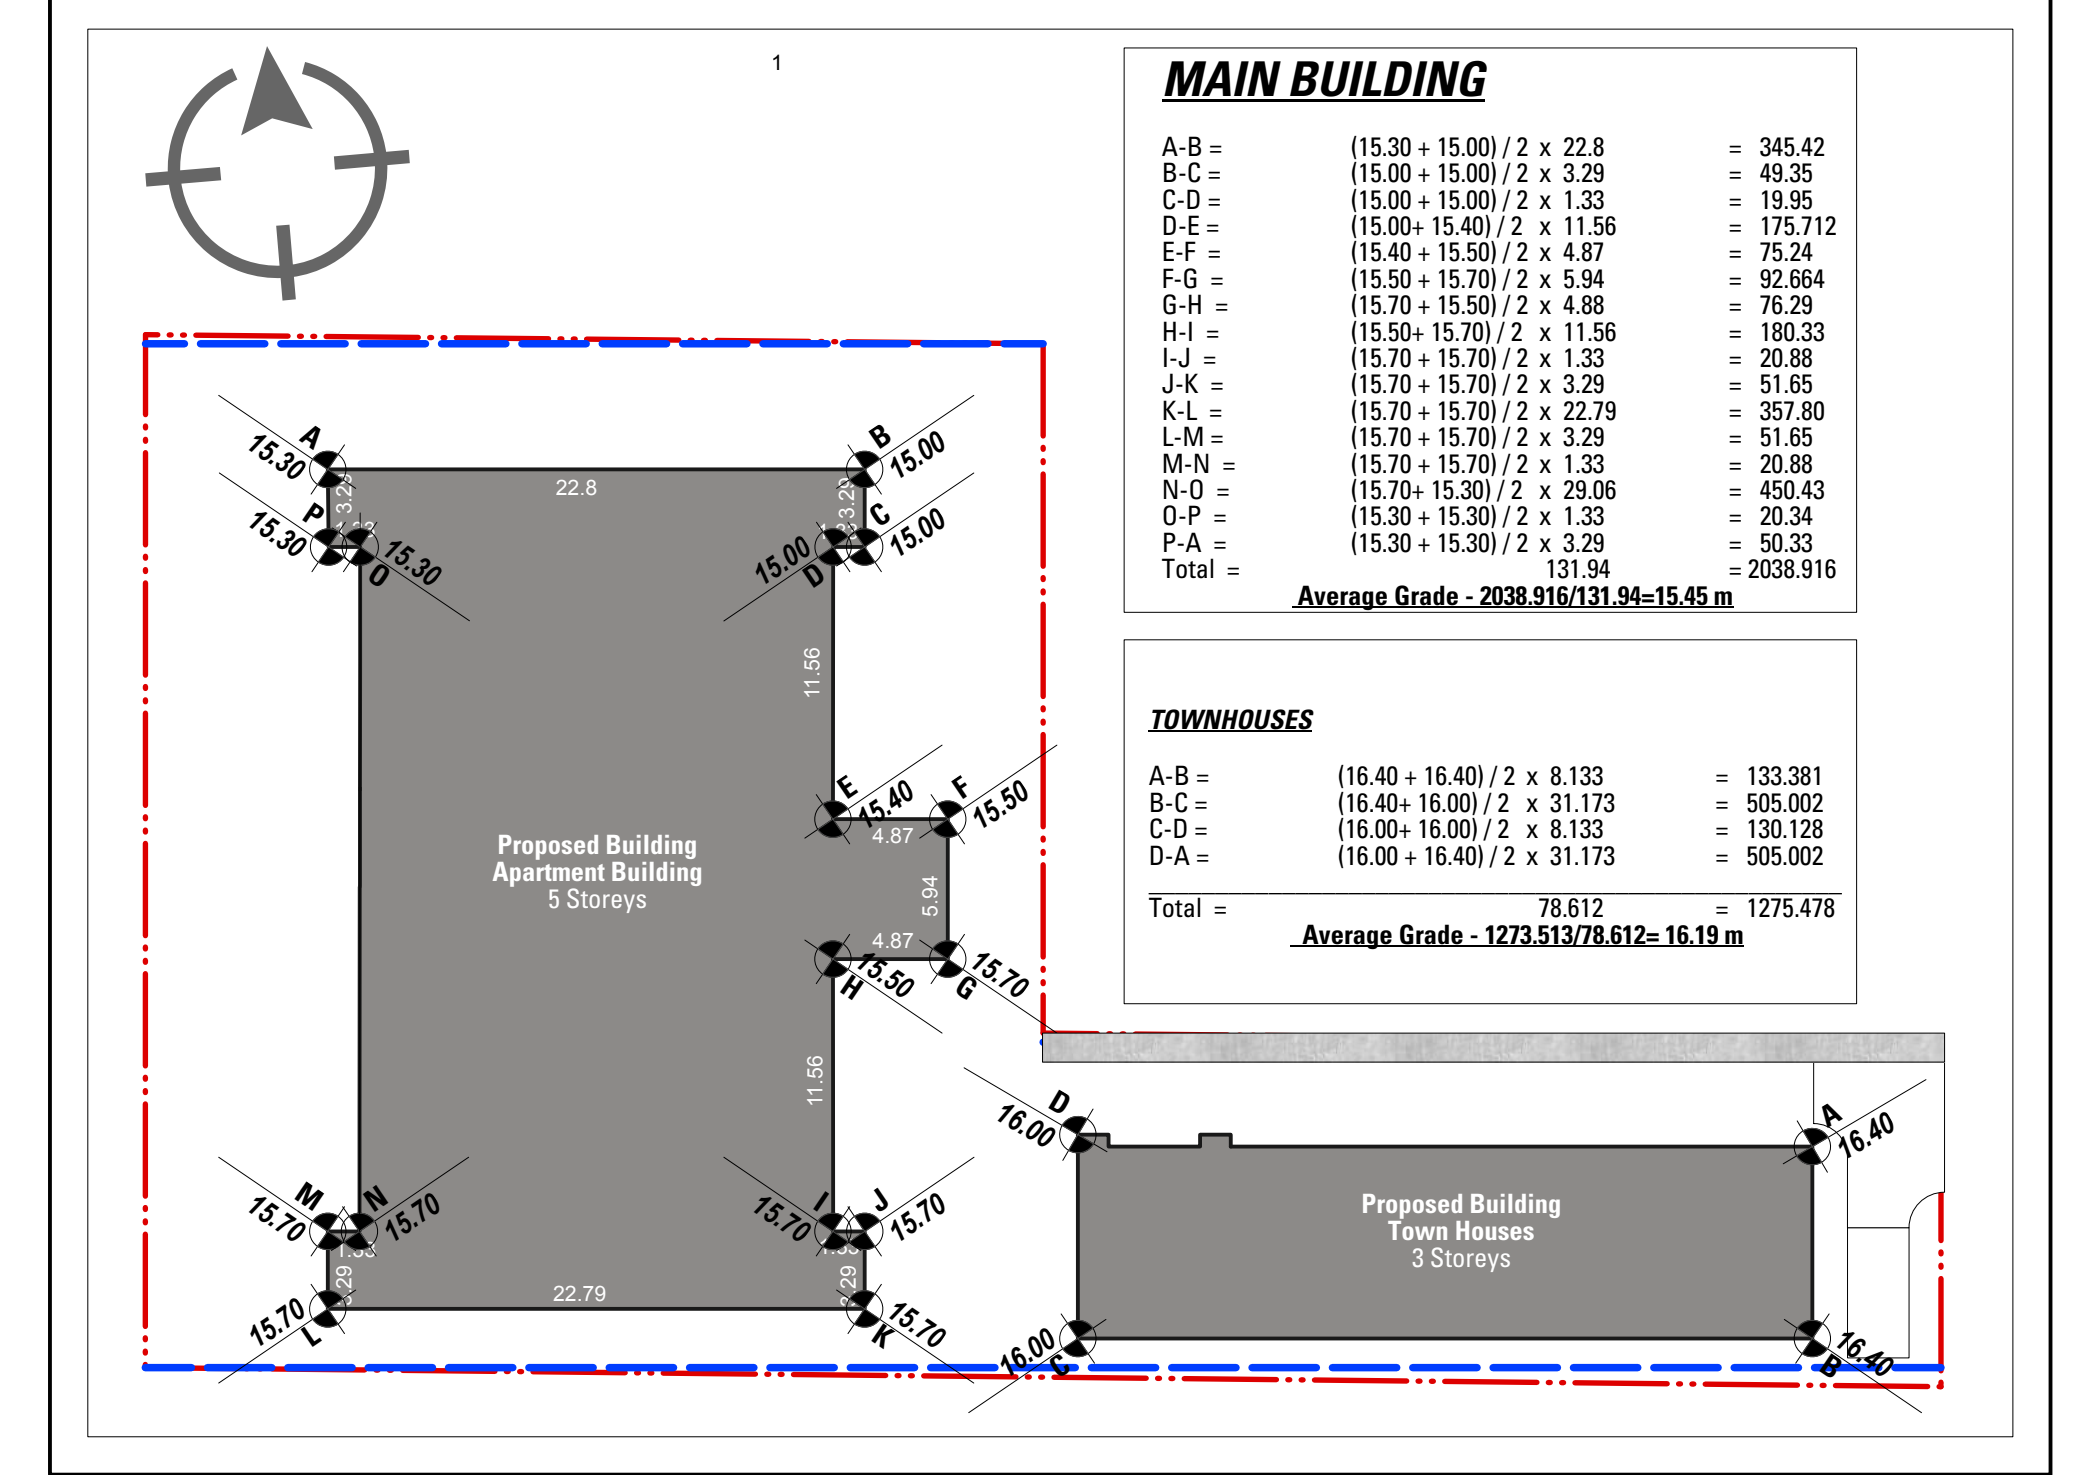 1
MAIN BUILDING
A-B = (15.30 + 15.00) / 2 x 22.8 = 345.42
B-C = (15.00 + 15.00) / 2 x 3.29 = 49.35
C-D = (15.00 + 15.00) / 2 x 1.33 = 19.95
D-E = (15.00+ 15.40) / 2 x 11.56 = 175.712
E-F = (15.40 + 15.50) / 2 x 4.87 = 75.24
F-G = (15.50 + 15.70) / 2 x 5.94 = 92.664
G-H = (15.70 + 15.50) / 2 x 4.88 = 76.29
H-I = (15.50+ 15.70) / 2 x 11.56 = 180.33
I-J = (15.70 + 15.70) / 2 x 1.33 = 20.88
J-K = (15.70 + 15.70) / 2 x 3.29 = 51.65
K-L = (15.70 + 15.70) / 2 x 22.79 = 357.80
L-M = (15.70 + 15.70) / 2 x 3.29 = 51.65
M-N = (15.70 + 15.70) / 2 x 1.33 = 20.88
N-O = (15.70+ 15.30) / 2 x 29.06 = 450.43
O-P = (15.30 + 15.30) / 2 x 1.33 = 20.34
P-A = (15.30 + 15.30) / 2 x 3.29 = 50.33
Total = 131.94 = 2038.916
Average Grade - 2038.916/131.94=15.45 m
TOWNHOUSES
A-B = (16.40 + 16.40) / 2 x 8.133 = 133.381
B-C = (16.40+ 16.00) / 2 x 31.173 = 505.002
C-D = (16.00+ 16.00) / 2 x 8.133 = 130.128
D-A = (16.00 + 16.40) / 2 x 31.173 = 505.002
Total = 78.612 = 1275.478
Average Grade - 1273.513/78.612= 16.19 m
A
15.30
B
15.00
22.8
3.29
3.29
P
15.30
O
15.30
15.00
D
C
15.00
11.56
E
15.40
F
15.50
4.87
Proposed Building
Apartment Building
5 Storeys
5.94
4.87
H
15.50
G
15.70
11.56
M
15.70
N
15.70
I
15.70
J
15.70
1.33
1.33
3.29
3.29
22.79
L
15.70
K
15.70
D
16.00
A
16.40
Proposed Building
Town Houses
3 Storeys
C
16.00
B
16.40